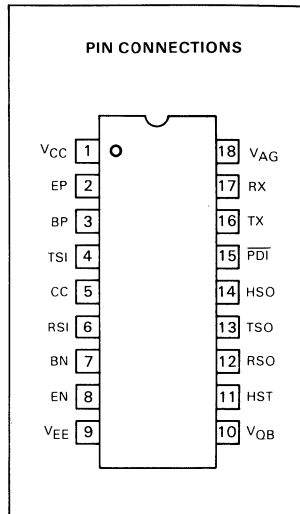 PIN CONNECTIONS
VCC 1 18 VAG
EP 2 17 RX
BP 3 16 TX
TSI 4 15 P̅D̅I̅
CC 5 14 HSO
RSI 6 13 TSO
BN 7 12 RSO
EN 8 11 HST
VEE 9 10 VQB